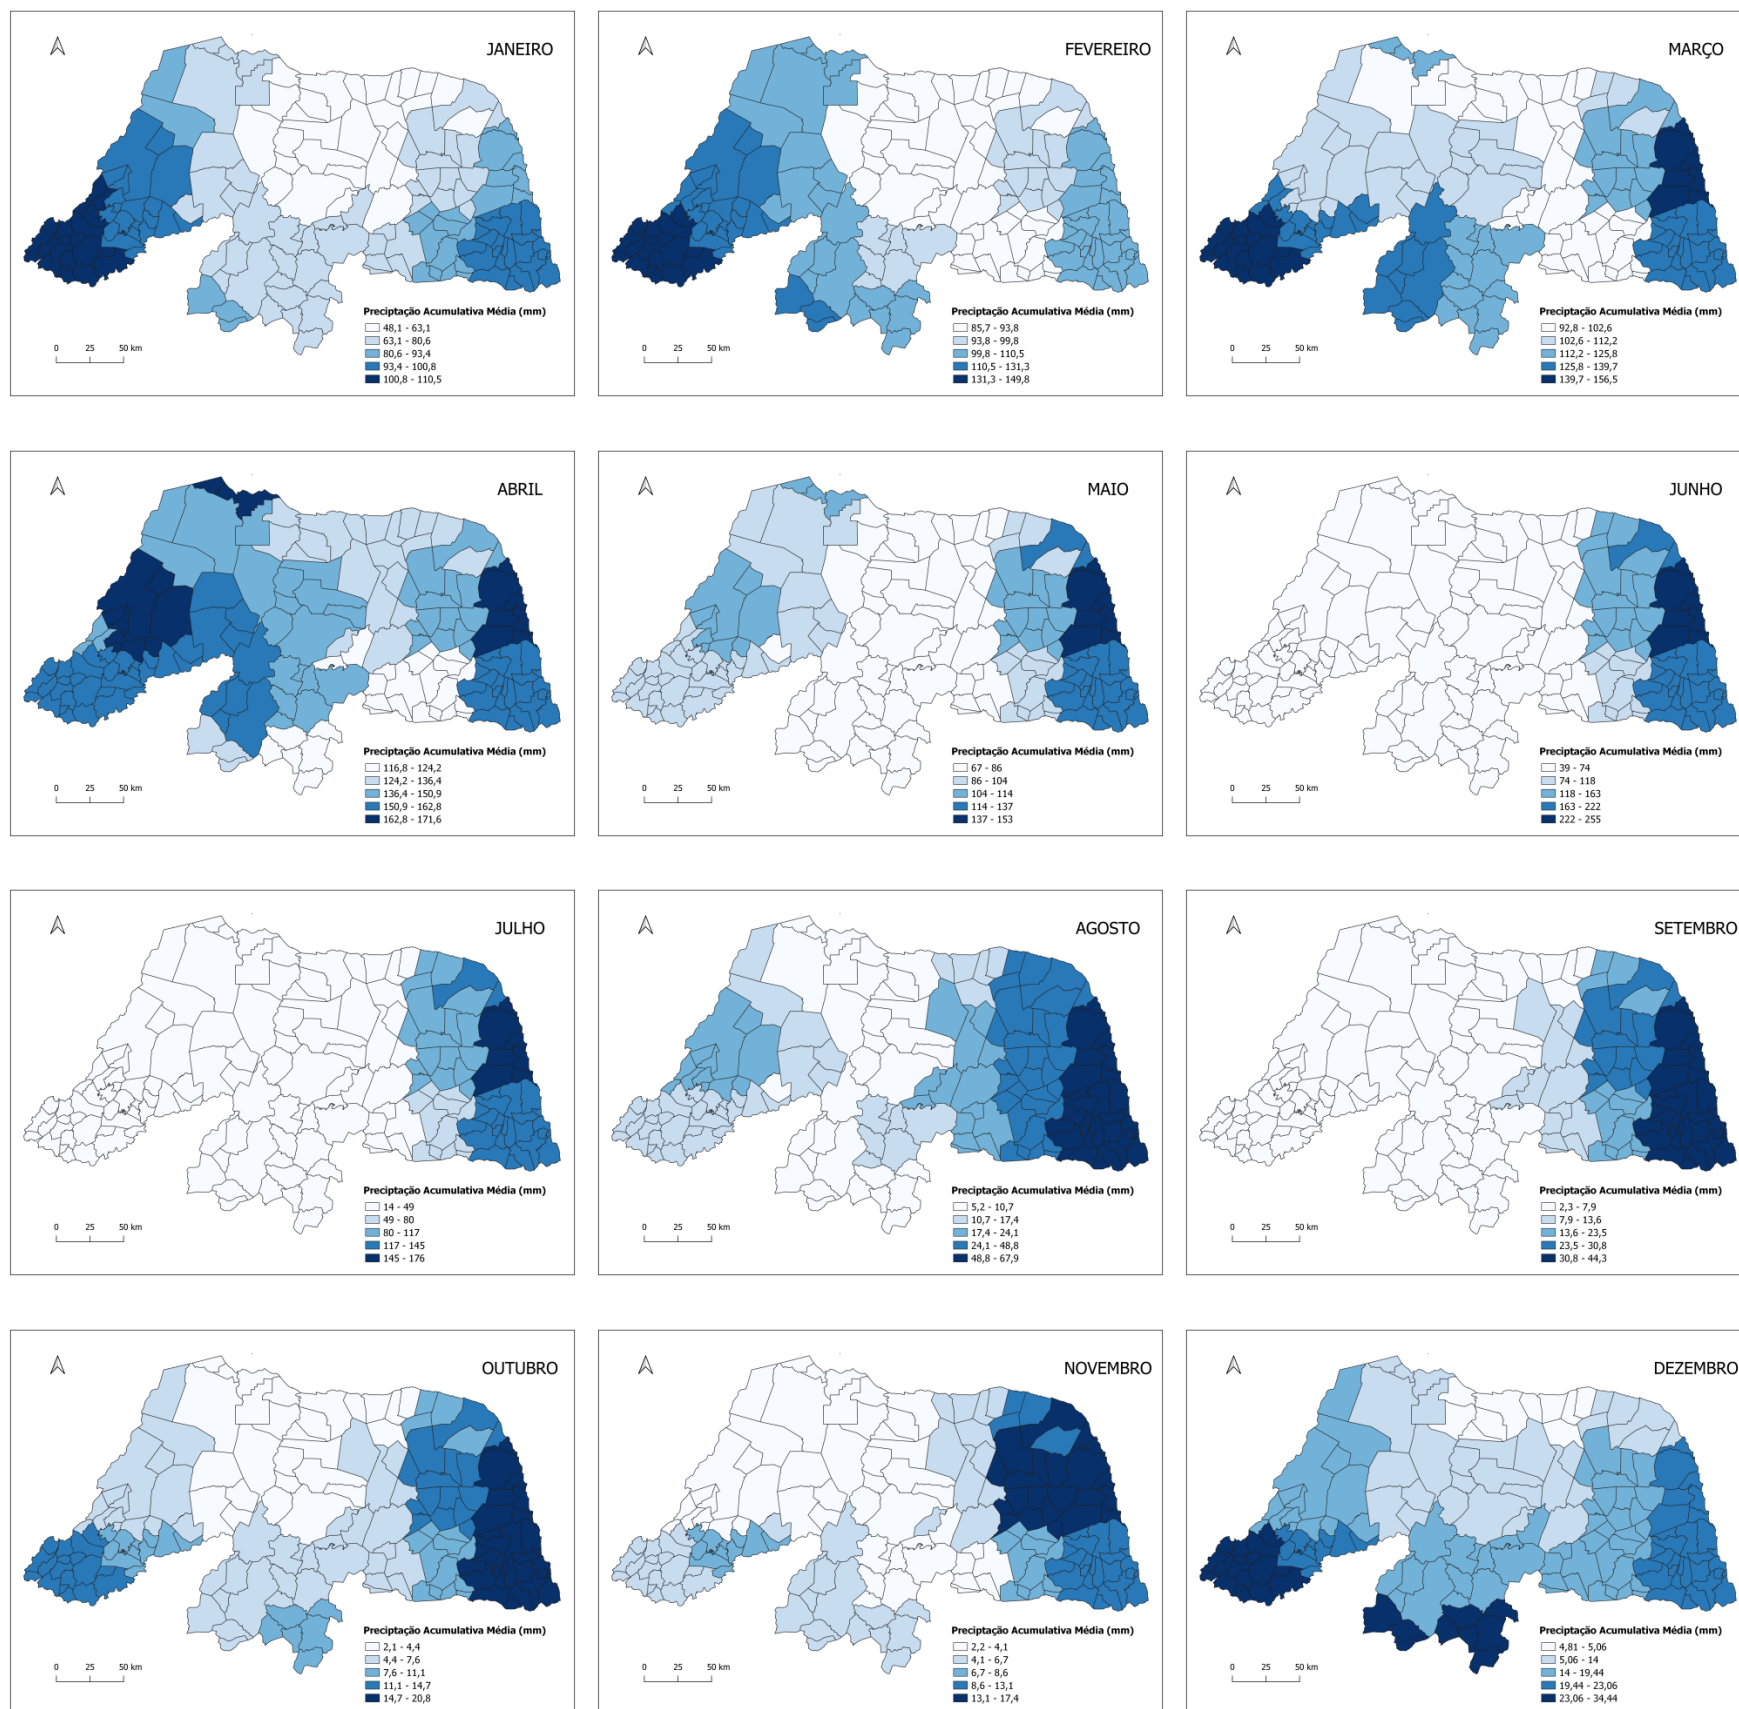 JANEIRO
Preciptação Acumulativa Média (mm)
48,1 - 63,1
63,1 - 80,6
80,6 - 93,4
93,4 - 100,8
100,8 - 110,5
0 25 50 km
FEVEREIRO
Preciptação Acumulativa Média (mm)
85,7 - 93,8
93,8 - 99,8
99,8 - 110,5
110,5 - 131,3
131,3 - 149,8
0 25 50 km
MARÇO
Preciptação Acumulativa Média (mm)
92,8 - 102,6
102,6 - 112,2
112,2 - 125,8
125,8 - 139,7
139,7 - 156,5
0 25 50 km
ABRIL
Preciptação Acumulativa Média (mm)
116,8 - 124,2
124,2 - 136,4
136,4 - 150,9
150,9 - 162,8
162,8 - 171,6
0 25 50 km
MAIO
Preciptação Acumulativa Média (mm)
67 - 86
86 - 104
104 - 114
114 - 137
137 - 153
0 25 50 km
JUNHO
Preciptação Acumulativa Média (mm)
39 - 74
74 - 118
118 - 163
163 - 222
222 - 255
0 25 50 km
JULHO
Preciptação Acumulativa Média (mm)
14 - 49
49 - 80
80 - 117
117 - 145
145 - 176
0 25 50 km
AGOSTO
Preciptação Acumulativa Média (mm)
5,2 - 10,7
10,7 - 17,4
17,4 - 24,1
24,1 - 48,8
48,8 - 67,9
0 25 50 km
SETEMBRO
Preciptação Acumulativa Média (mm)
2,3 - 7,9
7,9 - 13,6
13,6 - 23,5
23,5 - 30,8
30,8 - 44,3
0 25 50 km
OUTUBRO
Preciptação Acumulativa Média (mm)
2,1 - 4,4
4,4 - 7,6
7,6 - 11,1
11,1 - 14,7
14,7 - 20,8
0 25 50 km
NOVEMBRO
Preciptação Acumulativa Média (mm)
2,2 - 4,1
4,1 - 6,7
6,7 - 8,6
8,6 - 13,1
13,1 - 17,4
0 25 50 km
DEZEMBRO
Preciptação Acumulativa Média (mm)
4,81 - 5,06
5,06 - 14
14 - 19,44
19,44 - 23,06
23,06 - 34,44
0 25 50 km